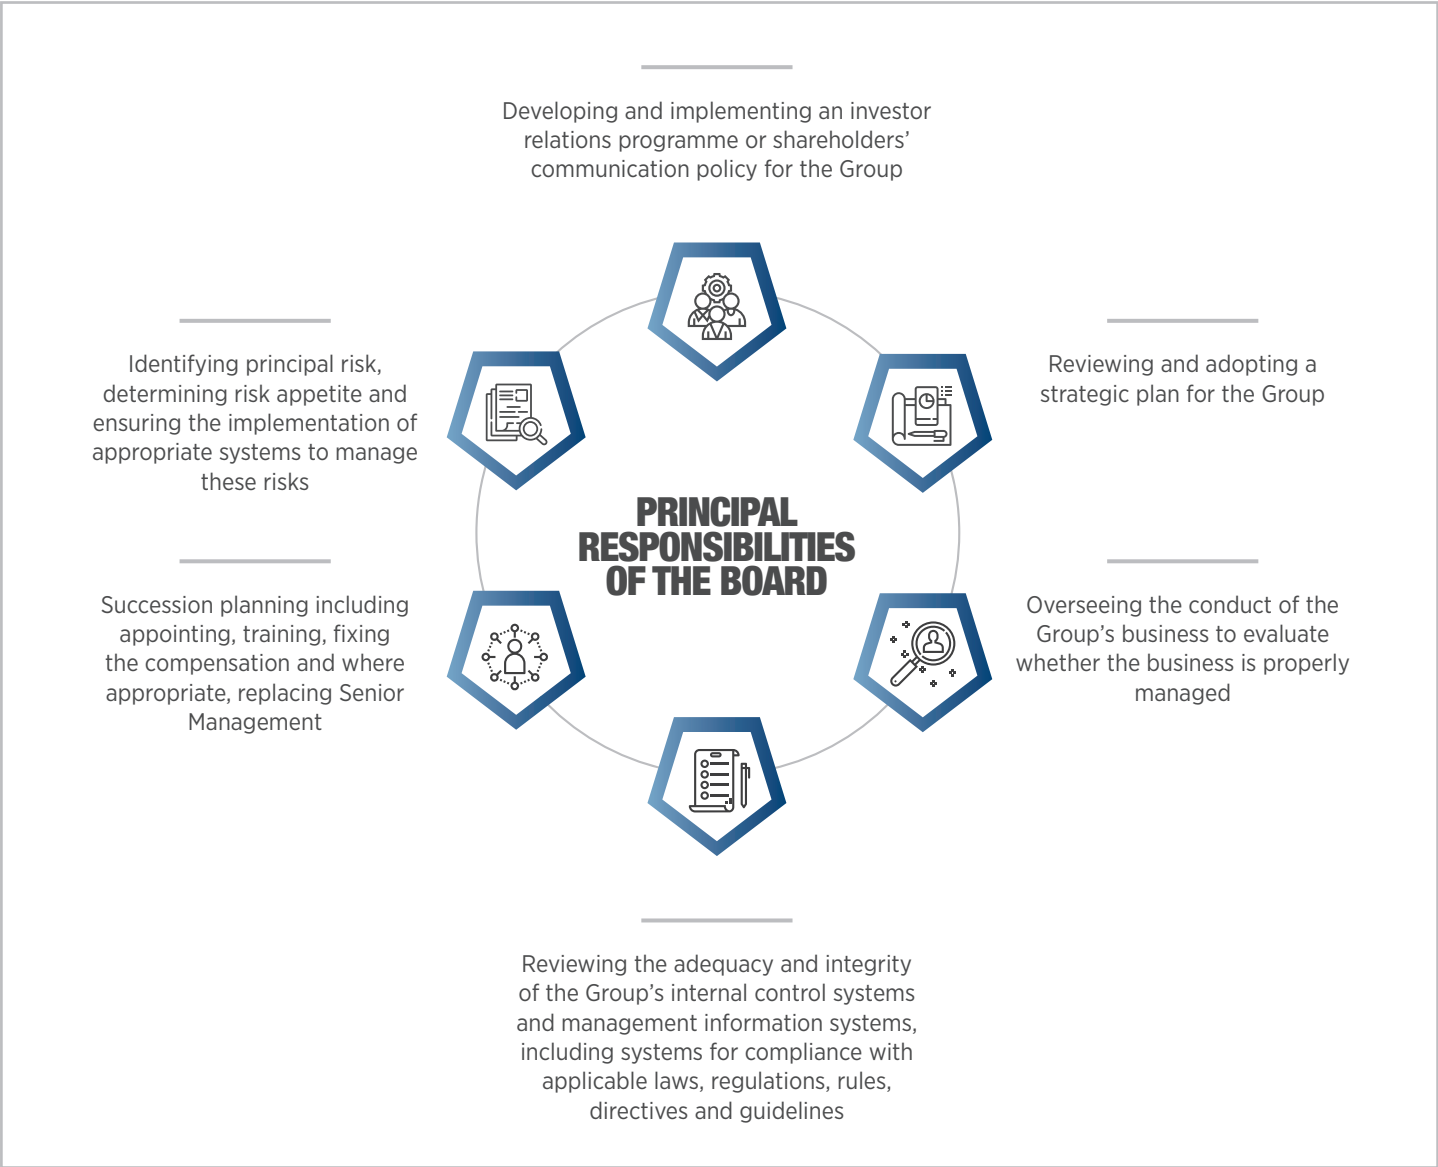 Developing and implementing an investor
relations programme or shareholders’
communication policy for the Group
Identifying principal risk,
determining risk appetite and
ensuring the implementation of
appropriate systems to manage
these risks
Reviewing and adopting a
strategic plan for the Group
PRINCIPAL
RESPONSIBILITIES
OF THE BOARD
Succession planning including
appointing, training, fixing
the compensation and where
appropriate, replacing Senior
Management
Overseeing the conduct of the
Group’s business to evaluate
whether the business is properly
managed
Reviewing the adequacy and integrity
of the Group’s internal control systems
and management information systems,
including systems for compliance with
applicable laws, regulations, rules,
directives and guidelines